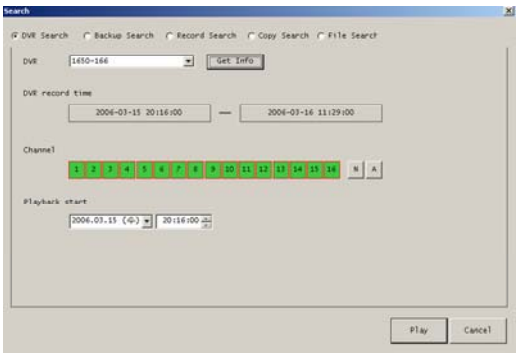 Search
DVR Search Backup Search Record Search Copy Search File Search
DVR 1650-166 Get Info
DVR record time
2006-03-15 20:16:00 — 2006-03-16 11:29:00
Channel
1 2 3 4 5 6 7 8 9 10 11 12 13 14 15 16 N A
Playback start
2006.03.15 (수) 20:16:00
Play Cancel